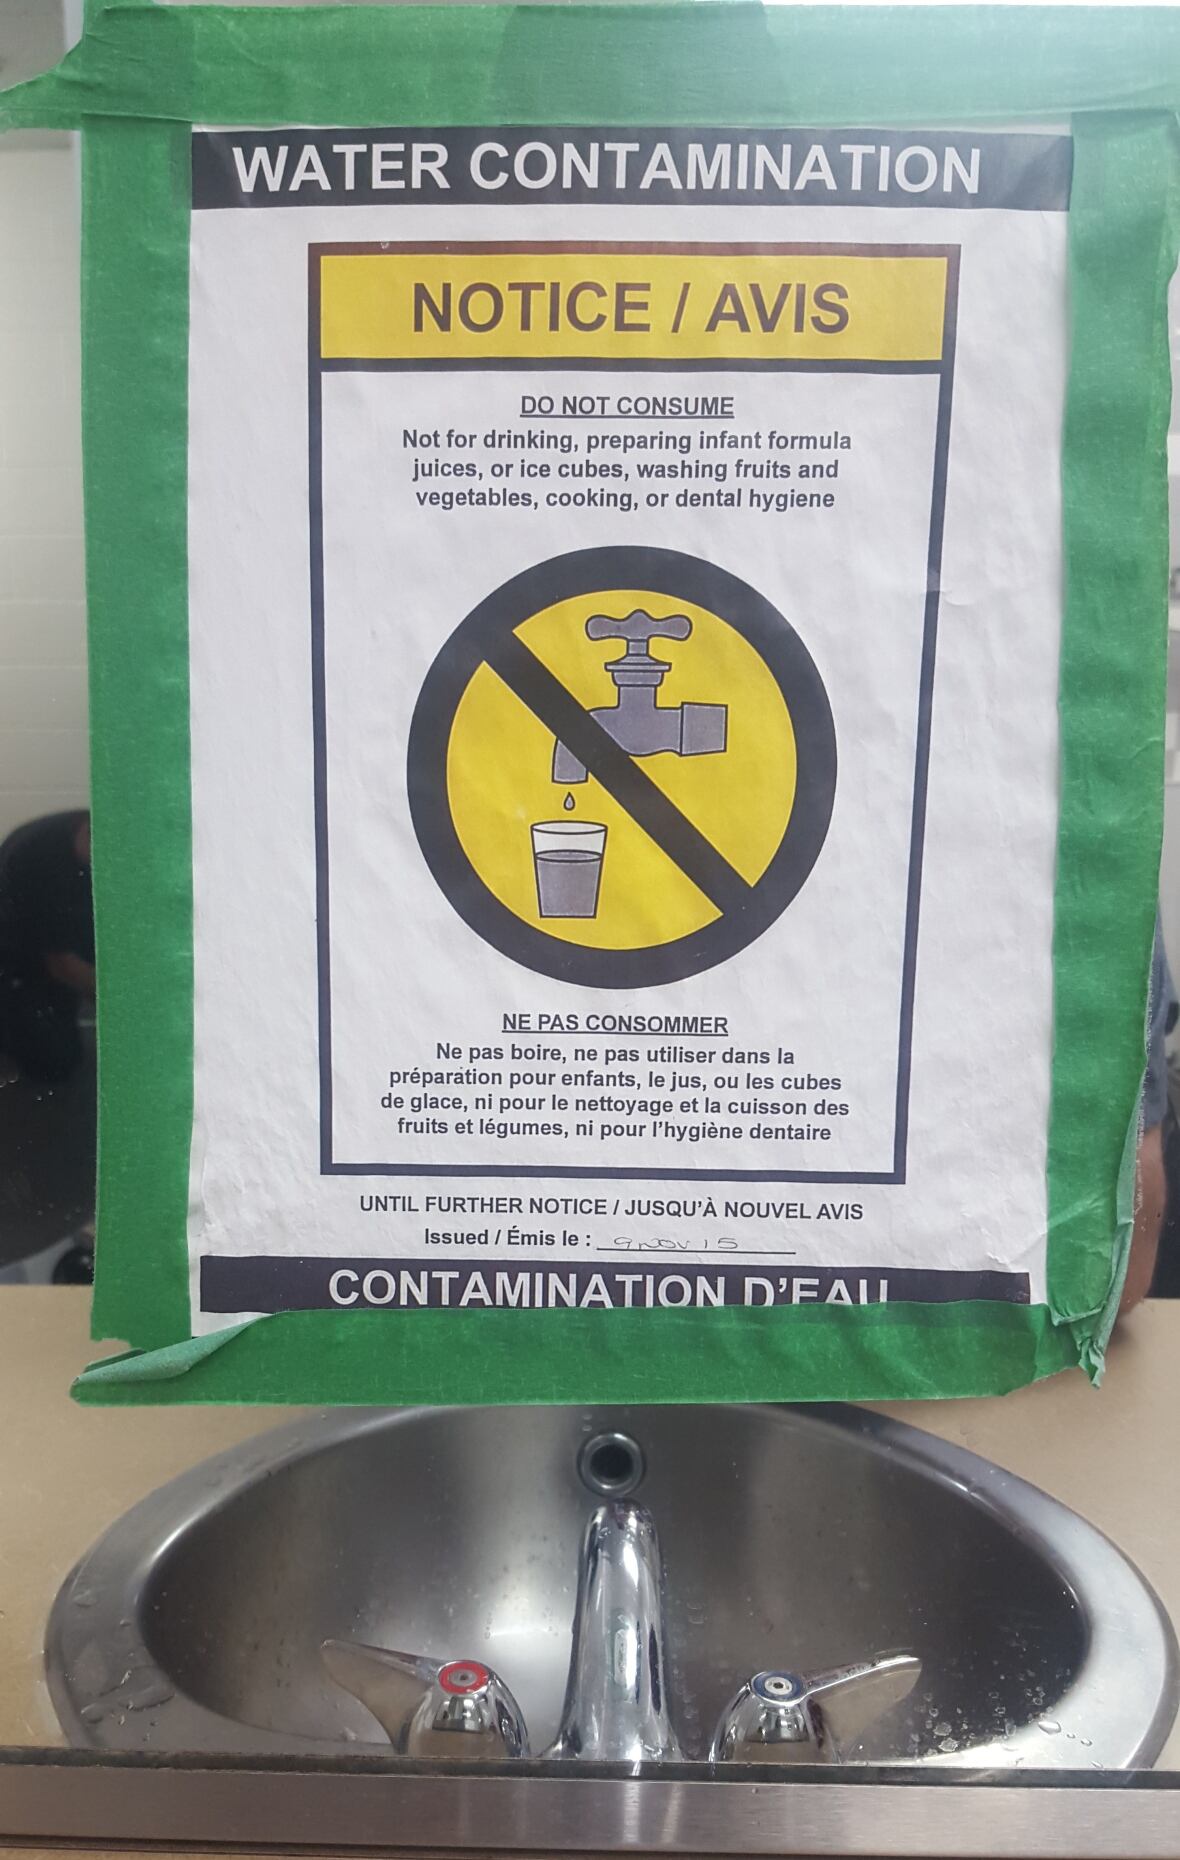 WATER CONTAMINATION
NOTICE / AVIS
DO NOT CONSUME
Not for drinking, preparing infant formula
juices, or ice cubes, washing fruits and
vegetables, cooking, or dental hygiene
NE PAS CONSOMMER
Ne pas boire, ne pas utiliser dans la
préparation pour enfants, le jus, ou les cubes
de glace, ni pour le nettoyage et la cuisson des
fruits et légumes, ni pour l'hygiène dentaire
UNTIL FURTHER NOTICE / JUSQU'À NOUVEL AVIS
Issued / Émis le : 9 NOV 15
CONTAMINATION D'EAU